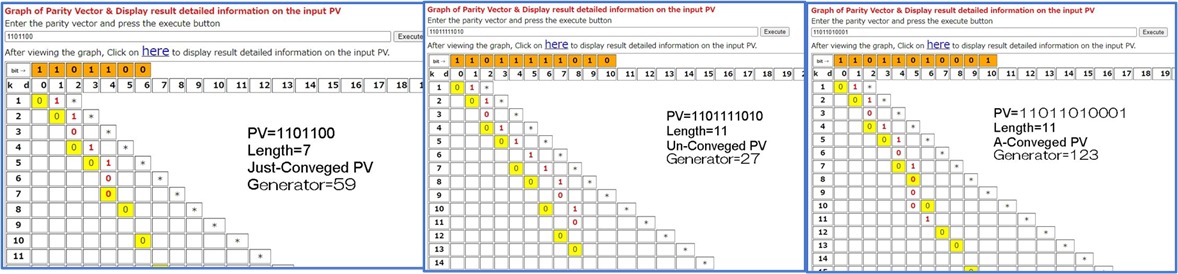 Graph of Parity Vector & Display result detailed information on the input PV
Enter the parity vector and press the execute button
1101100
Execute
After viewing the graph, Click on here to display result detailed information on the input PV.
bit → 1 1 0 1 1 0 0
k d 0 1 2 3 4 5 6 7 8 9 10 11 12 13 14 15 16 17 18 19
1 0 1 *
2 0 1 *
3 0 *
4 0 1 *
5 0 1 *
6 0 *
7 0 *
8 0 *
9 *
10 0 *
11 *
PV=1101100
Length=7
Just-Conveged PV
Generator=59
Graph of Parity Vector & Display result detailed information on the input PV
Enter the parity vector and press the execute button
11011111010
Execute
After viewing the graph, Click on here to display result detailed information on the input PV.
bit → 1 1 0 1 1 1 1 1 0 1 0
k d 0 1 2 3 4 5 6 7 8 9 10 11 12 13 14 15 16 17 18
1 0 1 *
2 0 1 *
3 0 *
4 0 1 *
5 0 1 *
6 1 *
7 0 1 *
8 0 1 *
9 0 *
10 0 1 *
11 0 *
12 0 *
13 0 *
14 *
PV=1101111010
Length=11
Un-Conveged PV
Generator=27
Graph of Parity Vector & Display result detailed information on the input PV
Enter the parity vector and press the execute button
11011010001
Execute
After viewing the graph, Click on here to display result detailed information on the input PV.
bit → 1 1 0 1 1 0 1 0 0 0 1
k d 0 1 2 3 4 5 6 7 8 9 10 11 12 13 14 15 16 17 18 19
1 0 1 *
2 0 1 *
3 0 *
4 0 1 *
5 0 1 *
6 0 *
7 0 1 *
8 0 *
9 0 *
10 0 0 *
11 1 *
12 0 *
13 0 *
14 0 *
PV=11011010001
Length=11
A-Conveged PV
Generator=123